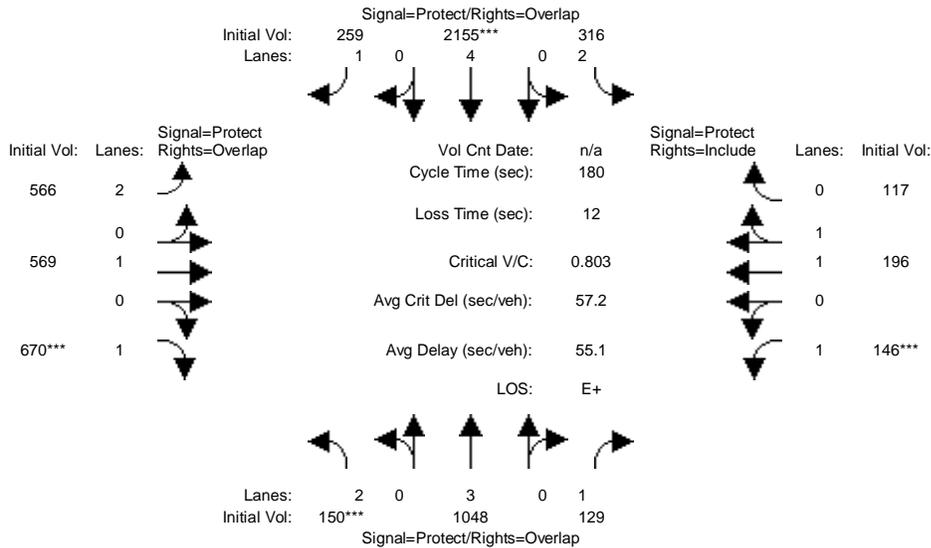 Signal=Protect/Rights=Overlap
Initial Vol: 259 2155*** 316
Lanes: 1 0 4 0 2
Signal=Protect
Initial Vol: Lanes: Rights=Overlap
566 2
0
569 1
0
670*** 1
Vol Cnt Date: n/a
Cycle Time (sec): 180
Loss Time (sec): 12
Critical V/C: 0.803
Avg Crit Del (sec/veh): 57.2
Avg Delay (sec/veh): 55.1
LOS: E+
Signal=Protect
Rights=Include Lanes: Initial Vol:
0 117
1
1 196
0
1 146***
Lanes: 2 0 3 0 1
Initial Vol: 150*** 1048 129
Signal=Protect/Rights=Overlap